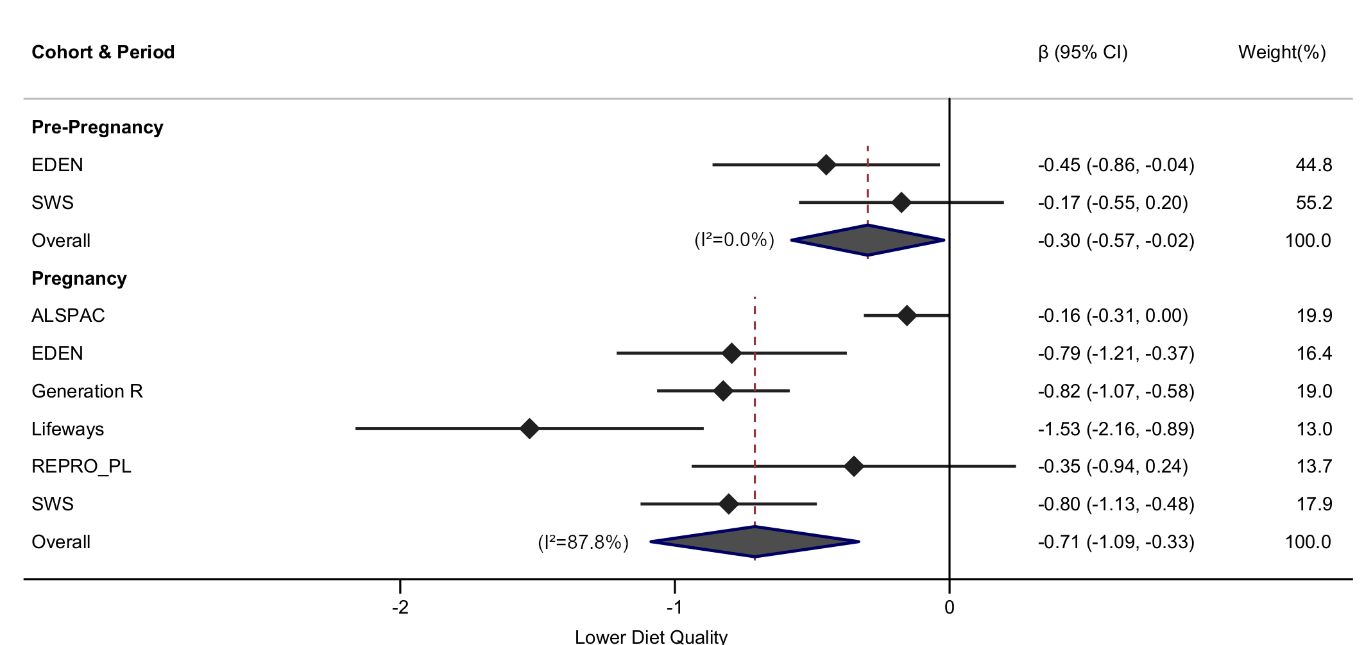 Cohort & Period β (95% CI) Weight(%)
Pre-Pregnancy
EDEN -0.45 (-0.86, -0.04) 44.8
SWS -0.17 (-0.55, 0.20) 55.2
Overall (I²=0.0%) -0.30 (-0.57, -0.02) 100.0
Pregnancy
ALSPAC -0.16 (-0.31, 0.00) 19.9
EDEN -0.79 (-1.21, -0.37) 16.4
Generation R -0.82 (-1.07, -0.58) 19.0
Lifeways -1.53 (-2.16, -0.89) 13.0
REPRO_PL -0.35 (-0.94, 0.24) 13.7
SWS -0.80 (-1.13, -0.48) 17.9
Overall (I²=87.8%) -0.71 (-1.09, -0.33) 100.0
-2 -1 0
Lower Diet Quality